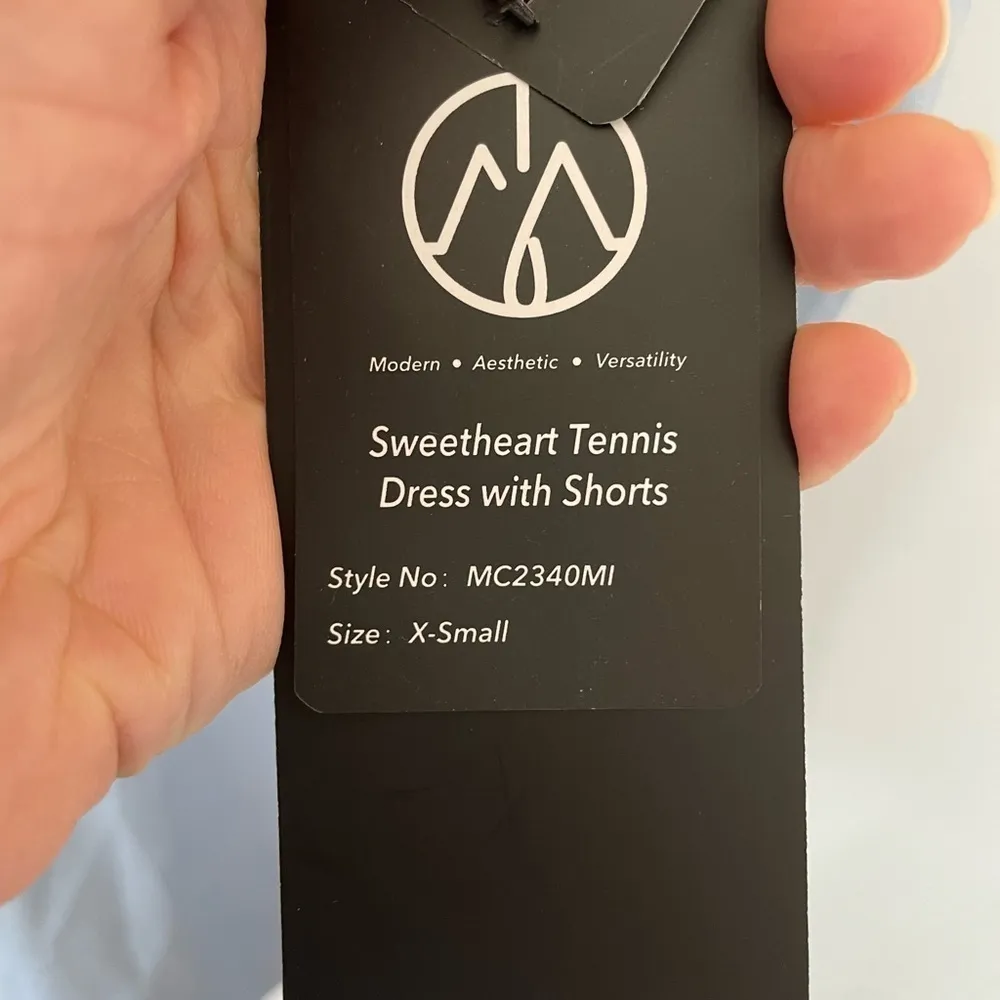 Modern • Aesthetic • Versatility
Sweetheart Tennis
Dress with Shorts
Style No: MC2340MI
Size: X-Small